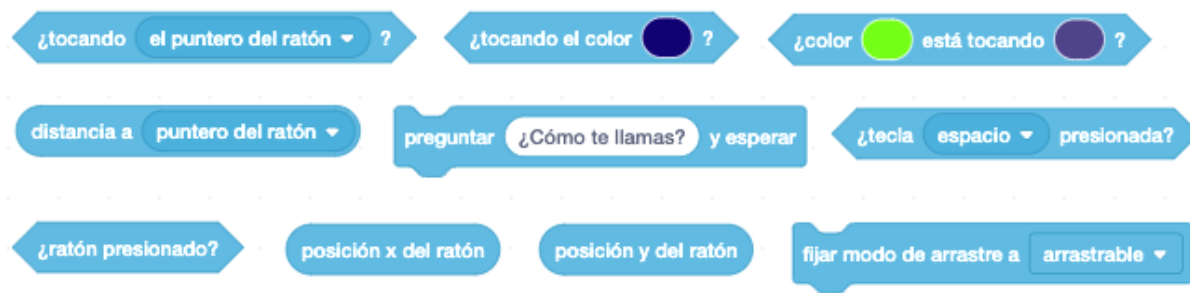 ¿tocando el puntero del ratón ?
¿tocando el color ?
¿color está tocando ?
distancia a puntero del ratón
preguntar ¿Cómo te llamas? y esperar
¿tecla espacio presionada?
¿ratón presionado?
posición x del ratón
posición y del ratón
fijar modo de arrastre a arrastrable